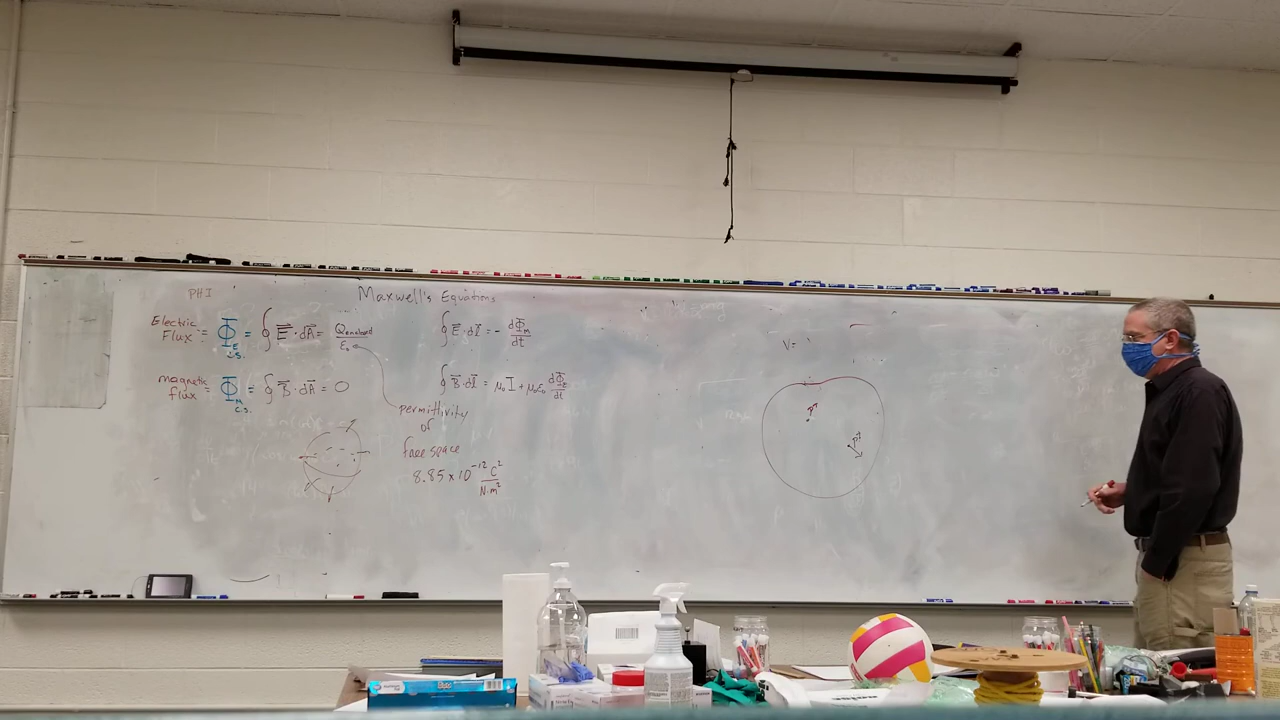 PHI
Maxwell's Equations
Electric Flux = Φ_E = ∮ E⃗ · dA⃗ = Qenclosed / ε₀
c.s.
∮ E⃗ · dl⃗ = - dΦ_m / dt
magnetic flux = Φ_M = ∮ B⃗ · dA⃗ = 0
c.s.
∮ B⃗ · dl⃗ = μ₀ I + μ₀ε₀ dΦ_E / dt
permittivity
of
free space
8.85 x 10⁻¹² C² / N·m²
V =
P⁺